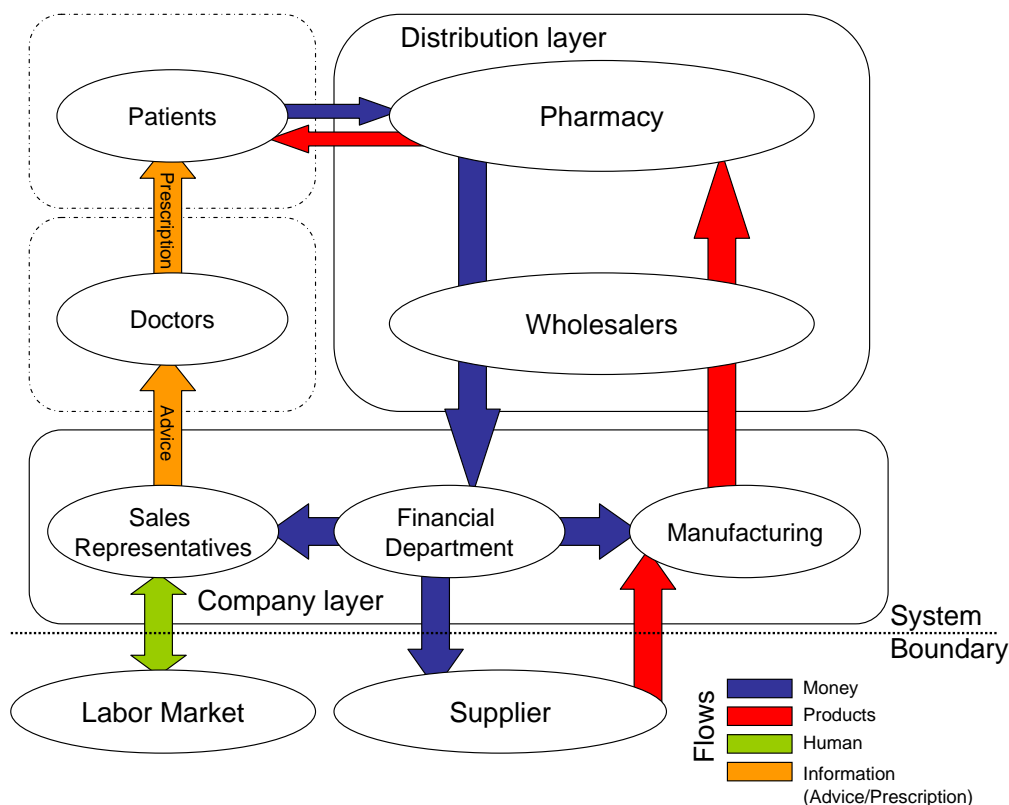 Distribution layer
Patients
Pharmacy
Prescription
Doctors
Wholesalers
Advice
Sales
Representatives
Financial
Department
Manufacturing
Company layer
System
Boundary
Labor Market
Supplier
Flows
Money
Products
Human
Information
(Advice/Prescription)